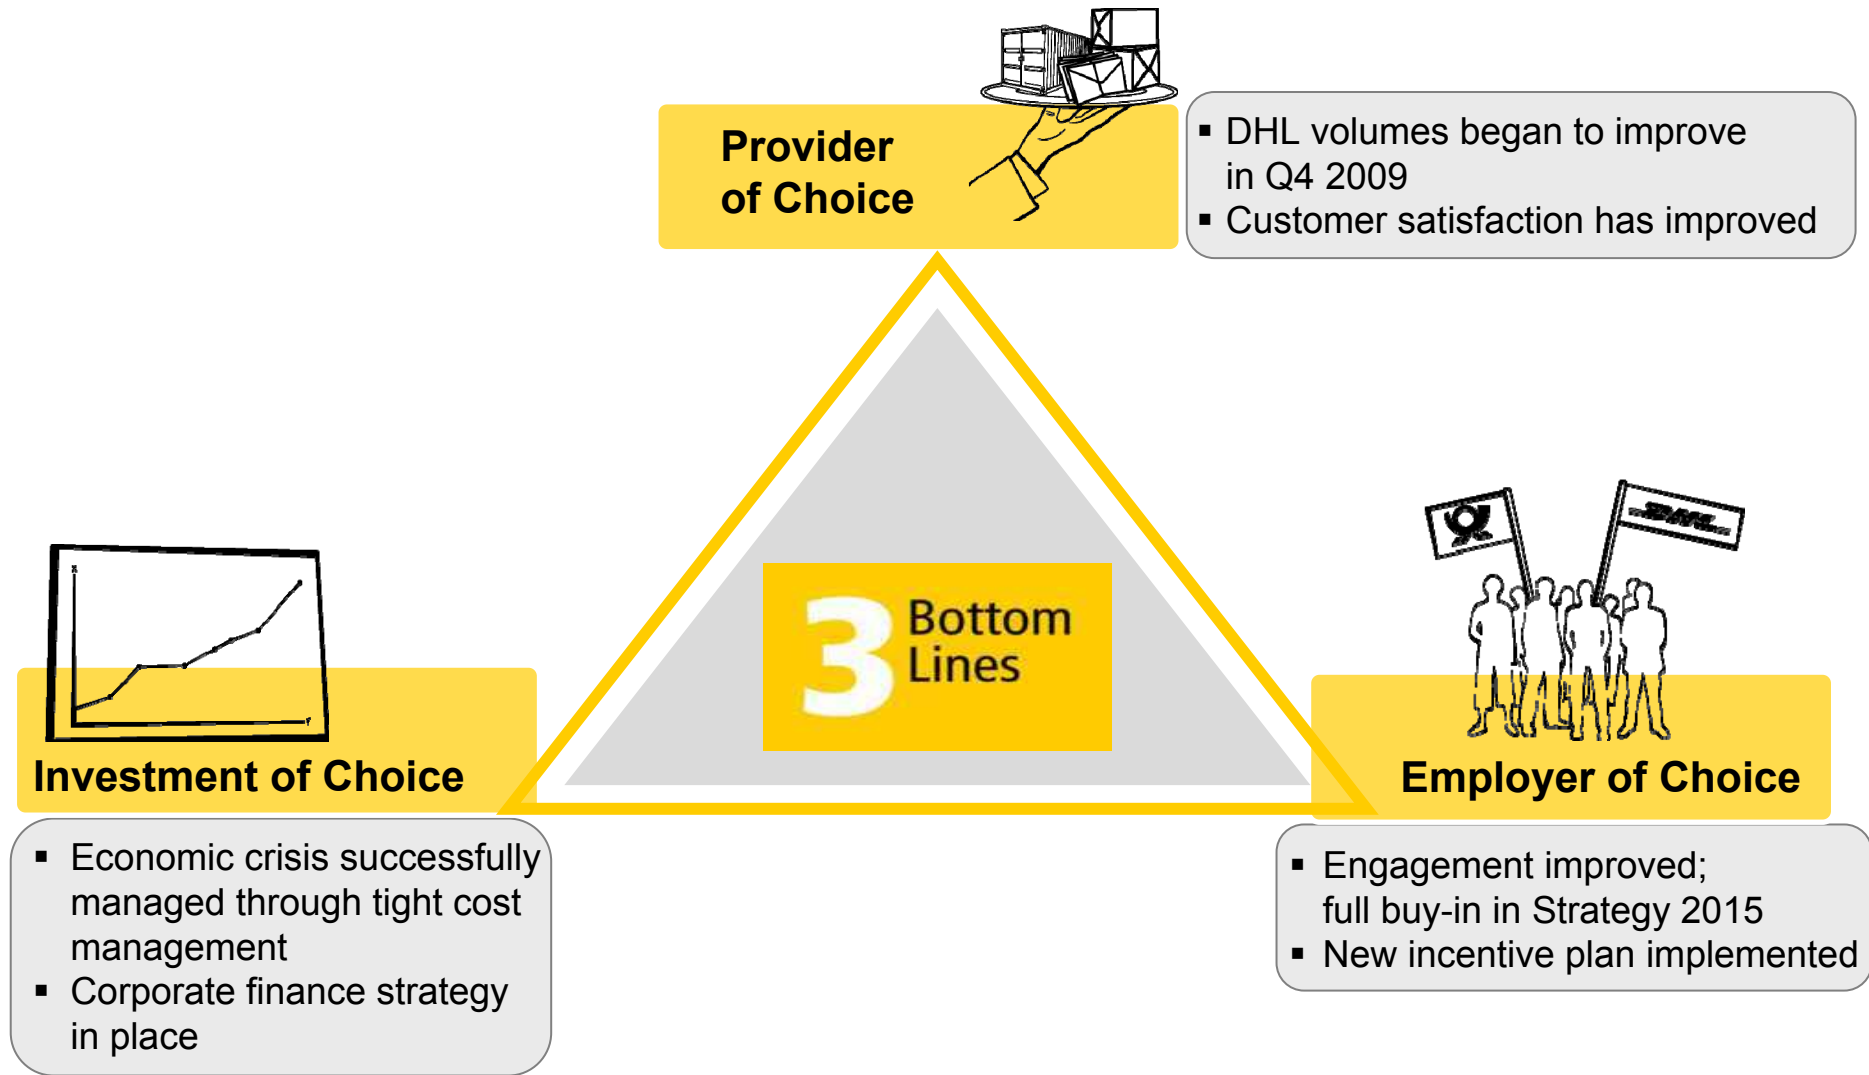 Provider
of Choice
▪ DHL volumes began to improve
in Q4 2009
▪ Customer satisfaction has improved
3 Bottom
Lines
Investment of Choice
▪ Economic crisis successfully
managed through tight cost
management
▪ Corporate finance strategy
in place
Employer of Choice
▪ Engagement improved;
full buy-in in Strategy 2015
▪ New incentive plan implemented